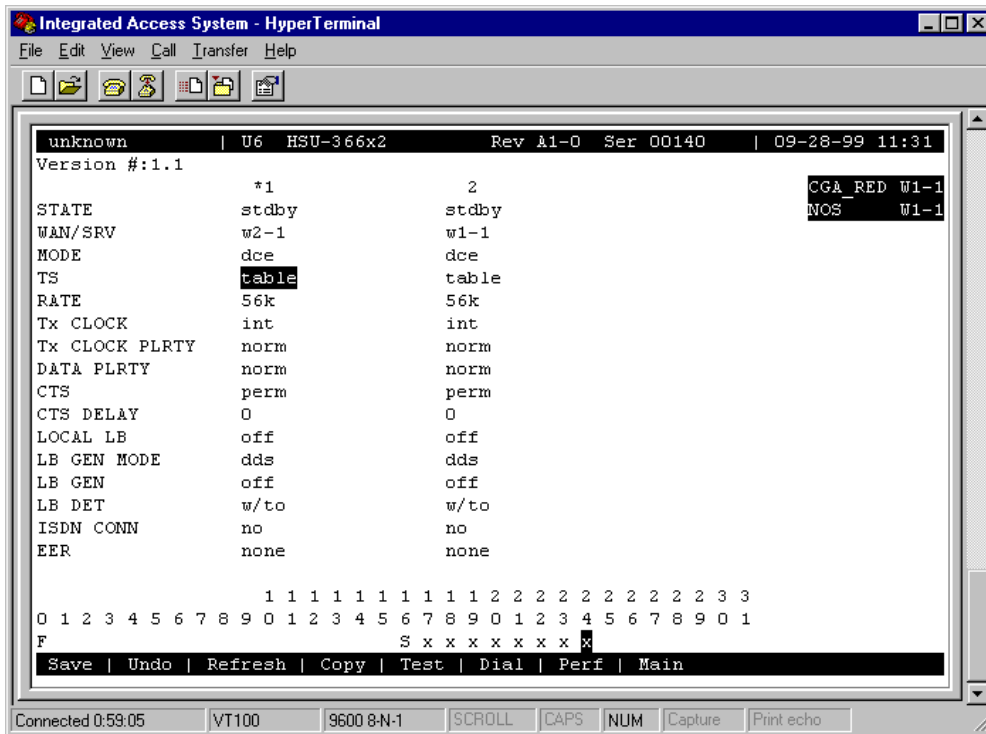 Integrated Access System - HyperTerminal
File Edit View Call Transfer Help
unknown | U6 HSU-366x2 Rev A1-0 Ser 00140 | 09-28-99 11:31
Version #:1.1
*1 2 CGA_RED W1-1
STATE stdby stdby NOS W1-1
WAN/SRV w2-1 w1-1
MODE dce dce
TS table table
RATE 56k 56k
Tx CLOCK int int
Tx CLOCK PLRTY norm norm
DATA PLRTY norm norm
CTS perm perm
CTS DELAY 0 0
LOCAL LB off off
LB GEN MODE dds dds
LB GEN off off
LB DET w/to w/to
ISDN CONN no no
EER none none
1 1 1 1 1 1 1 1 1 1 2 2 2 2 2 2 2 2 2 2 3 3
0 1 2 3 4 5 6 7 8 9 0 1 2 3 4 5 6 7 8 9 0 1 2 3 4 5 6 7 8 9 0 1
F S x x x x x x x x
Save | Undo | Refresh | Copy | Test | Dial | Perf | Main
Connected 0:59:05 VT100 9600 8-N-1 SCROLL CAPS NUM Capture Print echo